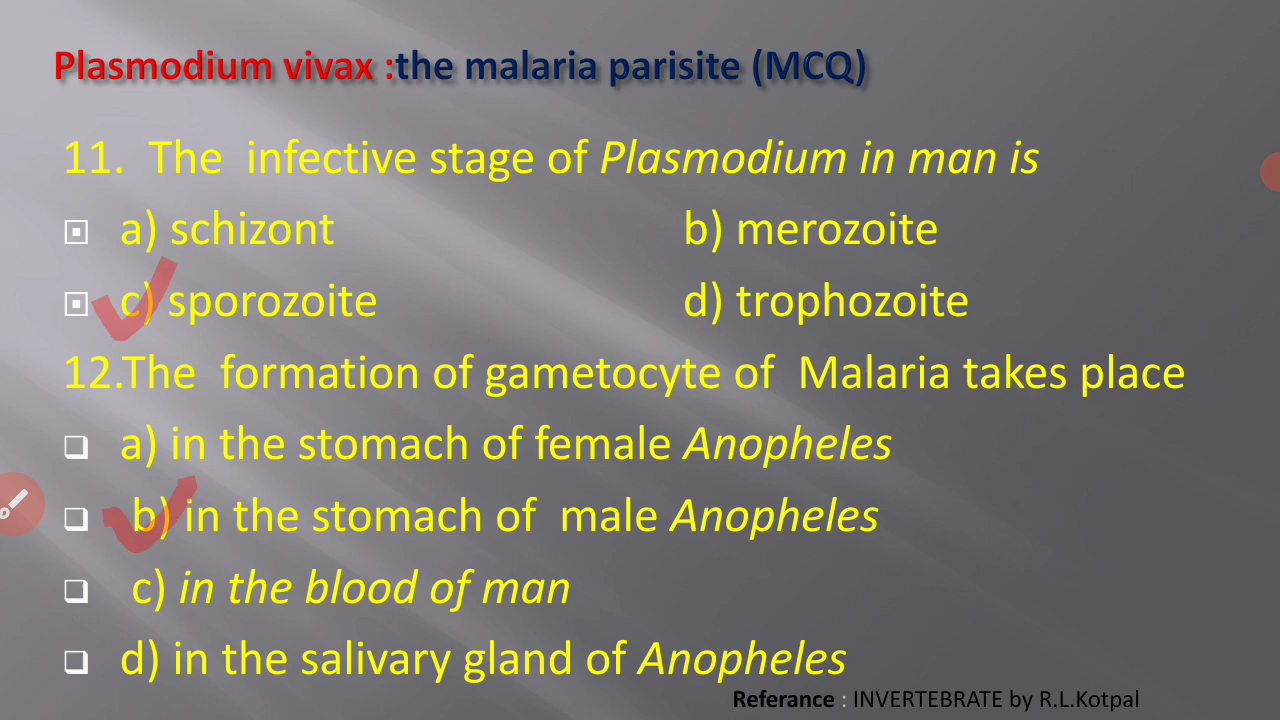 Plasmodium vivax :the malaria parisite (MCQ)
11. The infective stage of Plasmodium in man is
a) schizont b) merozoite
c) sporozoite d) trophozoite
12.The formation of gametocyte of Malaria takes place
a) in the stomach of female Anopheles
b) in the stomach of male Anopheles
c) in the blood of man
d) in the salivary gland of Anopheles
Referance : INVERTEBRATE by R.L.Kotpal